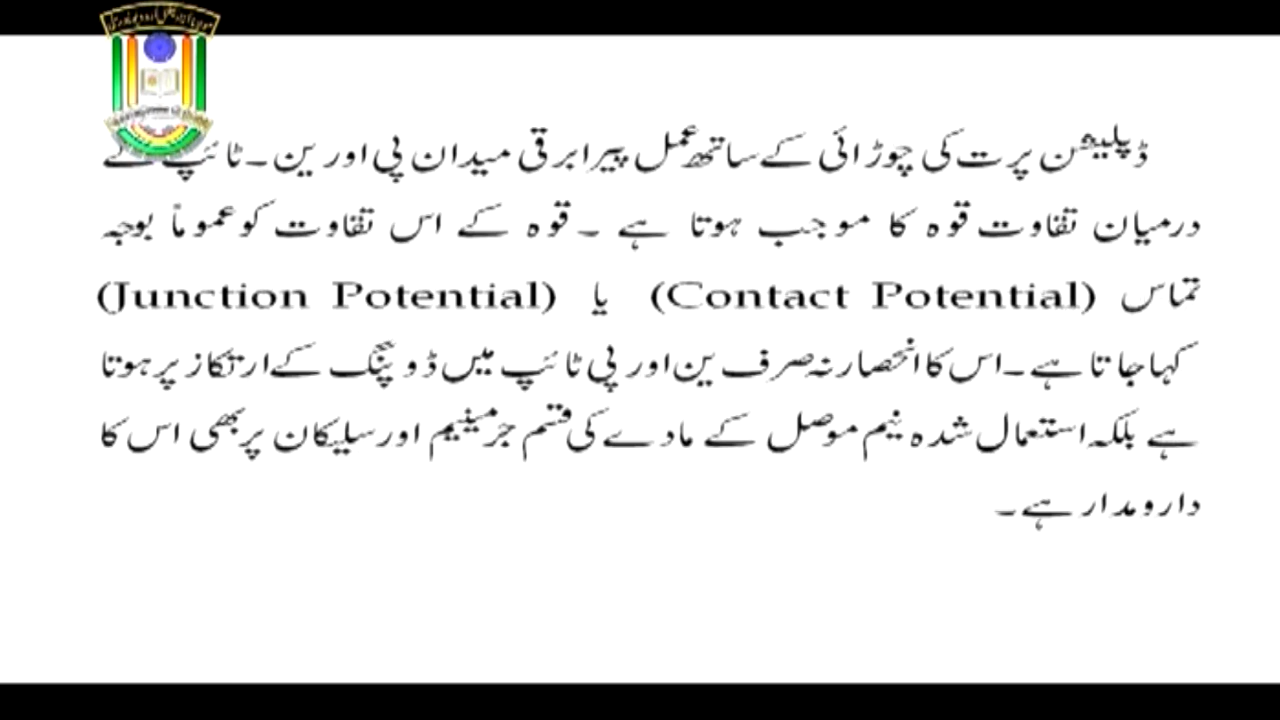 ڈپلیشن پرت کی چوڑائی کے ساتھ عمل پیرا برقی میدان پی اور ین۔ٹائپ کے
درمیان تفاوت قوہ کا موجب ہوتا ہے ۔قوہ کے اس تفاوت کو عموماً بوجہ
تماس (Contact Potential) یا (Junction Potential)
کہا جاتا ہے۔اس کا انحصار نہ صرف ین اور پی ٹائپ میں ڈوپنگ کے ارتکاز پر ہوتا
ہے بلکہ استعمال شدہ نیم موصل کے مادے کی قسم جرمینیم اور سلیکان پر بھی اس کا
دارومدار ہے۔